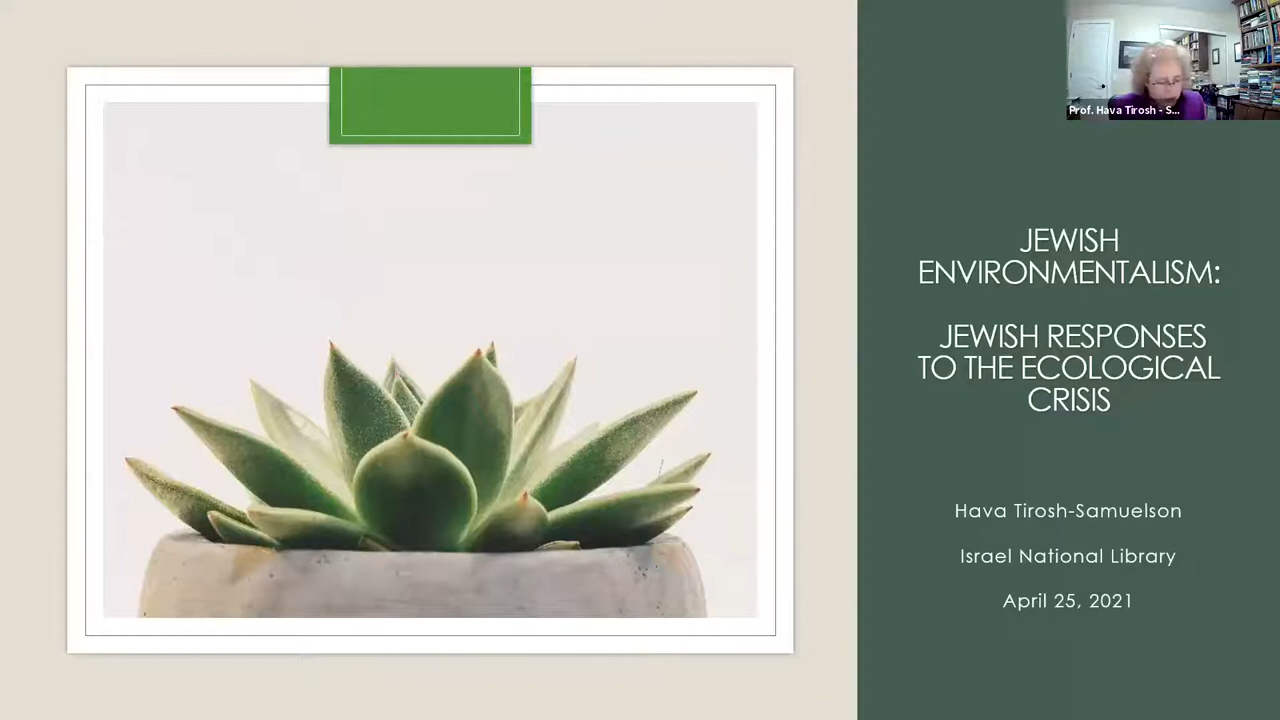 Prof. Hava Tirosh - S...
JEWISH
ENVIRONMENTALISM:
JEWISH RESPONSES
TO THE ECOLOGICAL
CRISIS
Hava Tirosh-Samuelson
Israel National Library
April 25, 2021